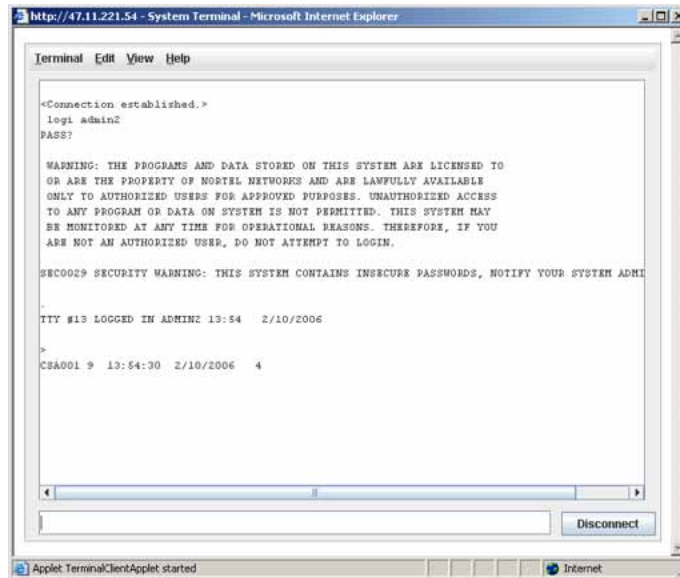 http://47.11.221.54 - System Terminal - Microsoft Internet Explorer
Terminal Edit View Help
<Connection established.>
logi admin2
PASS?
WARNING: THE PROGRAMS AND DATA STORED ON THIS SYSTEM ARE LICENSED TO
OR ARE THE PROPERTY OF NORTEL NETWORKS AND ARE LAWFULLY AVAILABLE
ONLY TO AUTHORIZED USERS FOR APPROVED PURPOSES. UNAUTHORIZED ACCESS
TO ANY PROGRAM OR DATA ON SYSTEM IS NOT PERMITTED. THIS SYSTEM MAY
BE MONITORED AT ANY TIME FOR OPERATIONAL REASONS. THEREFORE, IF YOU
ARE NOT AN AUTHORIZED USER, DO NOT ATTEMPT TO LOGIN.
SEC0029 SECURITY WARNING: THIS SYSTEM CONTAINS INSECURE PASSWORDS, NOTIFY YOUR SYSTEM ADMI
.
TTY #13 LOGGED IN ADMIN2 13:54 2/10/2006
>
CSA001 9 13:54:30 2/10/2006 4
Disconnect
Applet TerminalClientApplet started
Internet